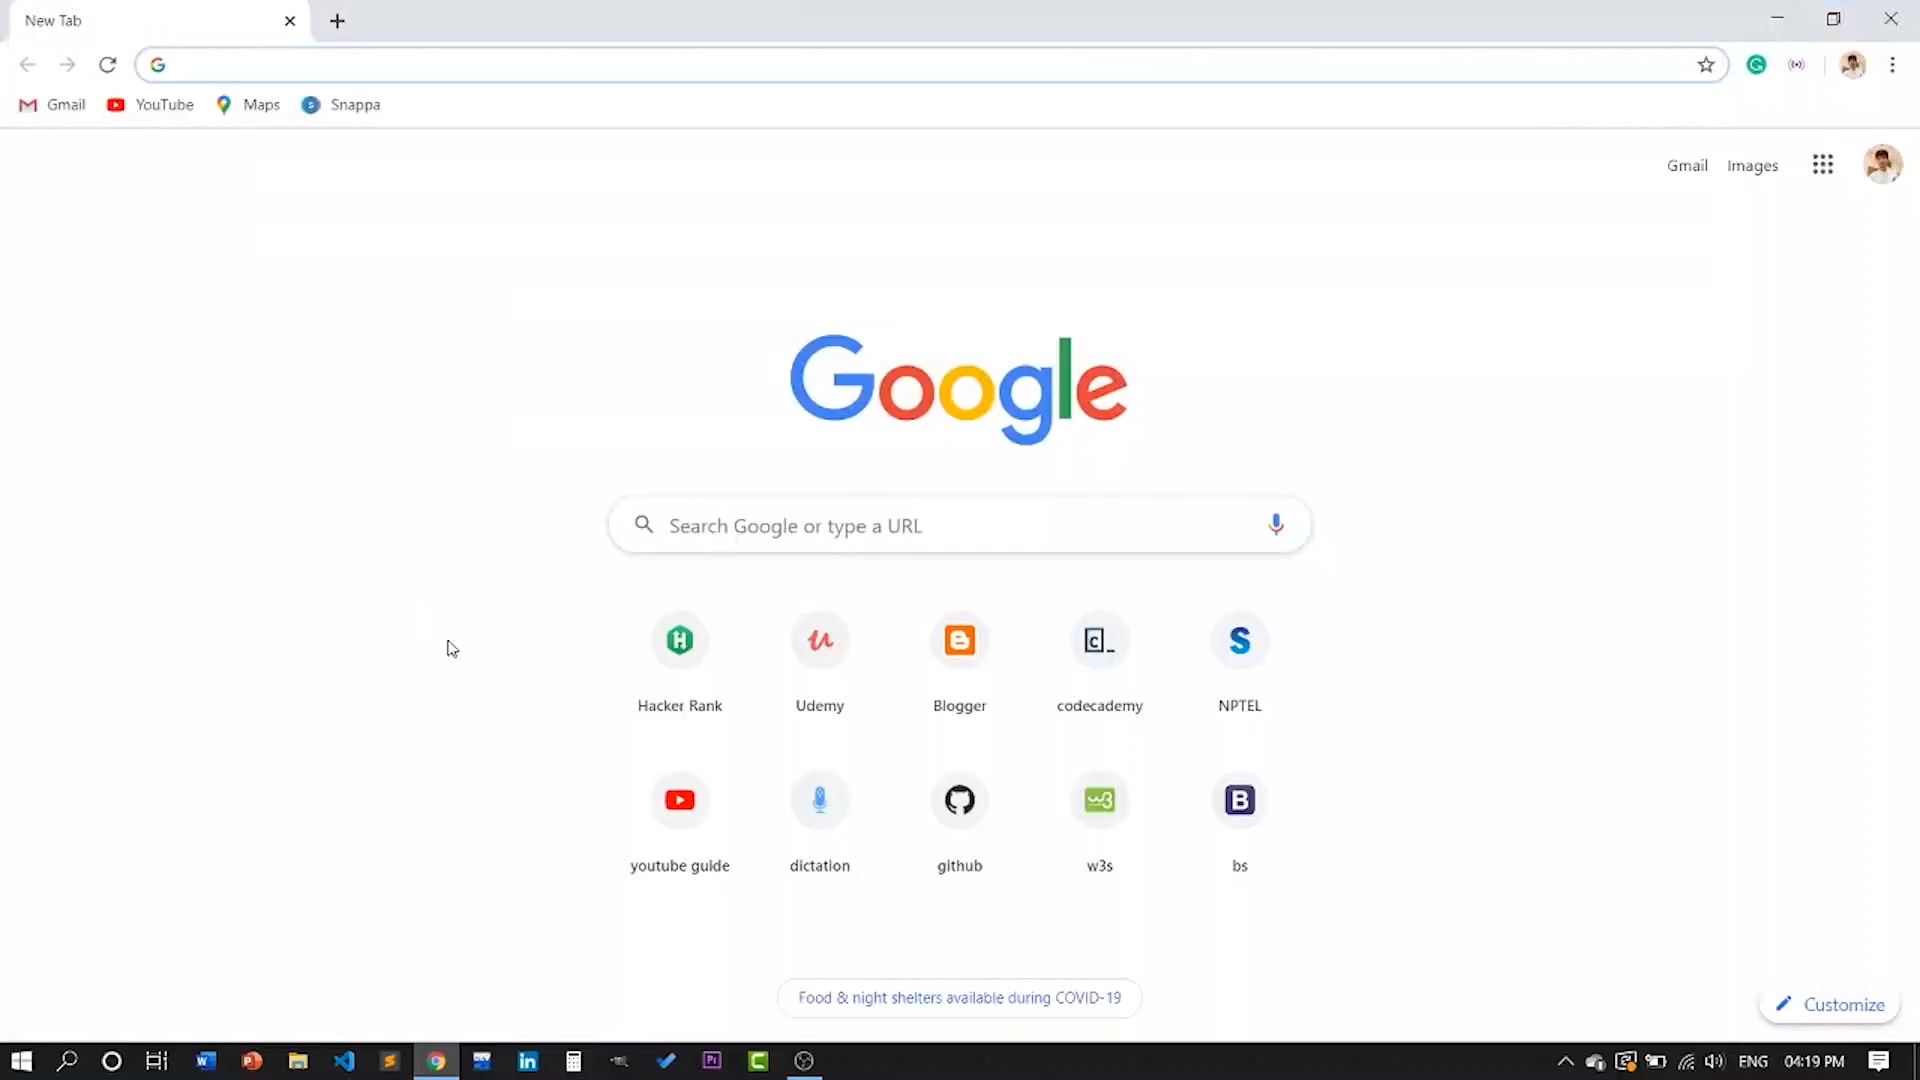 New Tab
Gmail YouTube Maps Snappa
Gmail Images
Google
Search Google or type a URL
Hacker Rank Udemy Blogger codecademy NPTEL
youtube guide dictation github w3s bs
Food & night shelters available during COVID-19
Customize
ENG 04:19 PM